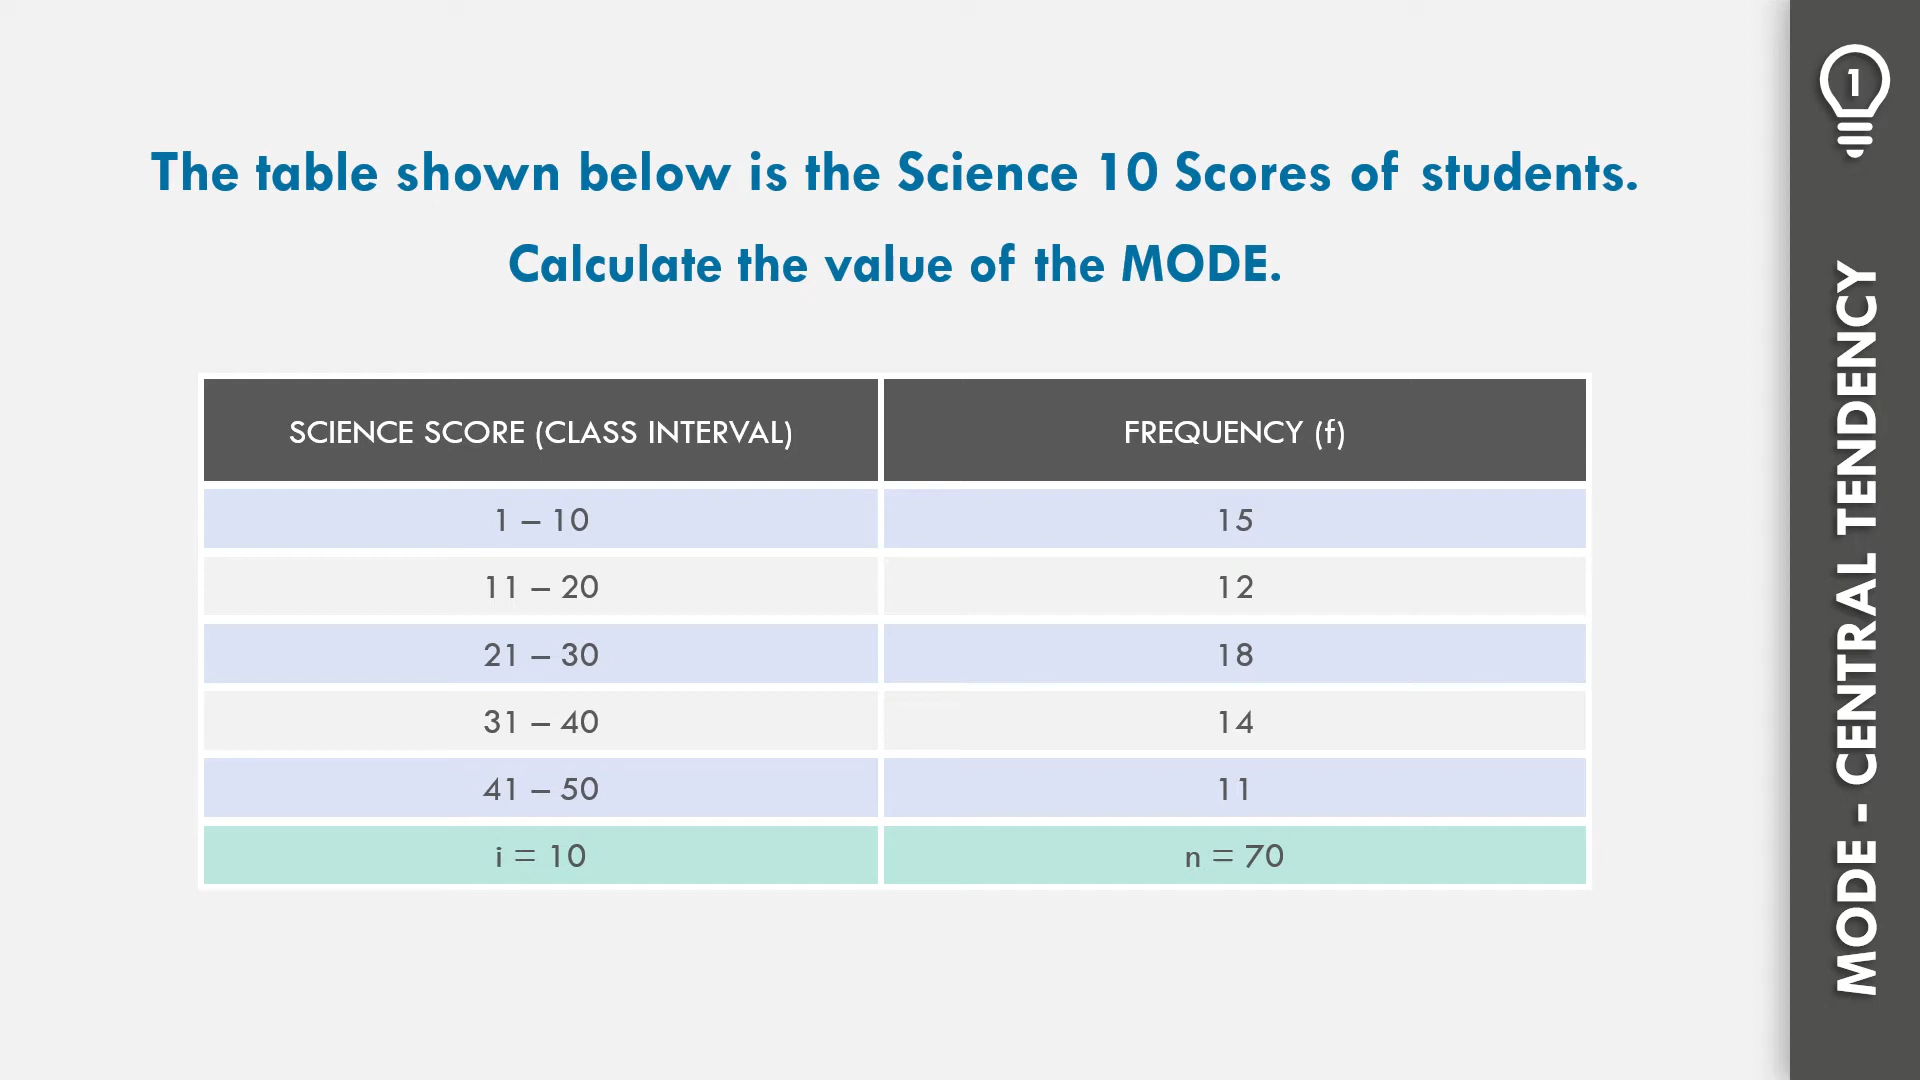 The table shown below is the Science 10 Scores of students.
Calculate the value of the MODE.
SCIENCE SCORE (CLASS INTERVAL) FREQUENCY (f)
1 – 10 15
11 – 20 12
21 – 30 18
31 – 40 14
41 – 50 11
i = 10 n = 70
1
MODE - CENTRAL TENDENCY